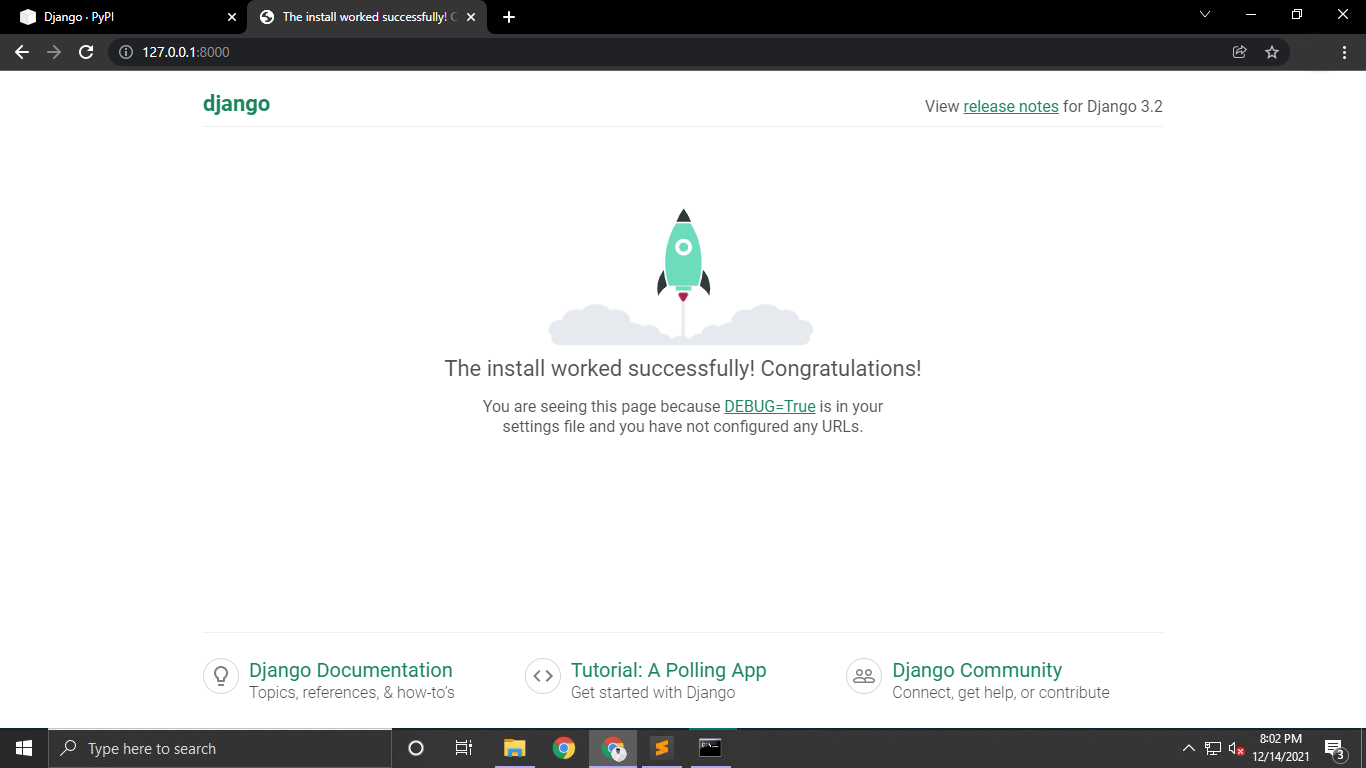 Django · PyPI
The install worked successfully! C
127.0.0.1:8000
django
View release notes for Django 3.2
The install worked successfully! Congratulations!
You are seeing this page because DEBUG=True is in your
settings file and you have not configured any URLs.
Django Documentation
Topics, references, & how-to’s
Tutorial: A Polling App
Get started with Django
Django Community
Connect, get help, or contribute
Type here to search
8:02 PM
12/14/2021
3